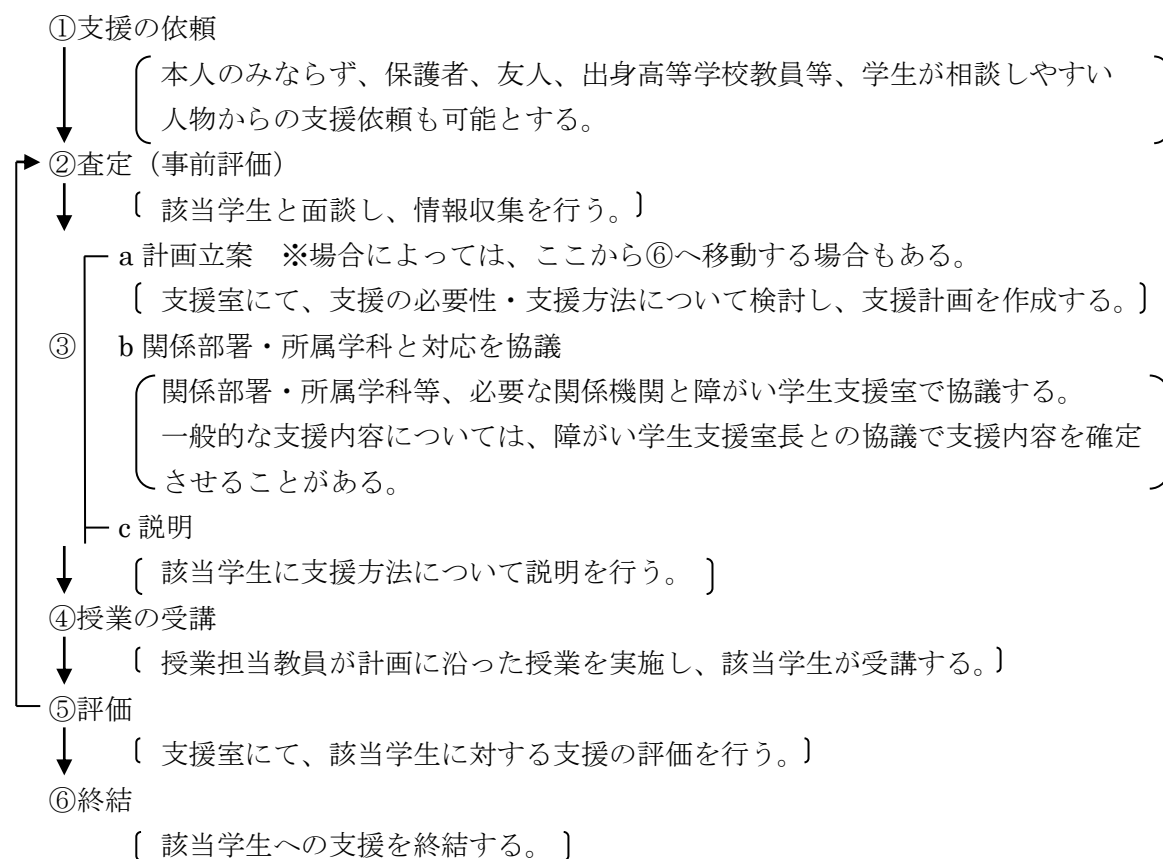 ①支援の依頼
本人のみならず、保護者、友人、出身高等学校教員等、学生が相談しやすい
人物からの支援依頼も可能とする。
②査定（事前評価）
〔 該当学生と面談し、情報収集を行う。〕
a 計画立案　※場合によっては、ここから⑥へ移動する場合もある。
〔 支援室にて、支援の必要性・支援方法について検討し、支援計画を作成する。〕
③　b 関係部署・所属学科と対応を協議
関係部署・所属学科等、必要な関係機関と障がい学生支援室で協議する。
一般的な支援内容については、障がい学生支援室長との協議で支援内容を確定
させることがある。
c 説明
〔 該当学生に支援方法について説明を行う。 〕
④授業の受講
〔 授業担当教員が計画に沿った授業を実施し、該当学生が受講する。〕
⑤評価
〔 支援室にて、該当学生に対する支援の評価を行う。〕
⑥終結
〔 該当学生への支援を終結する。 〕